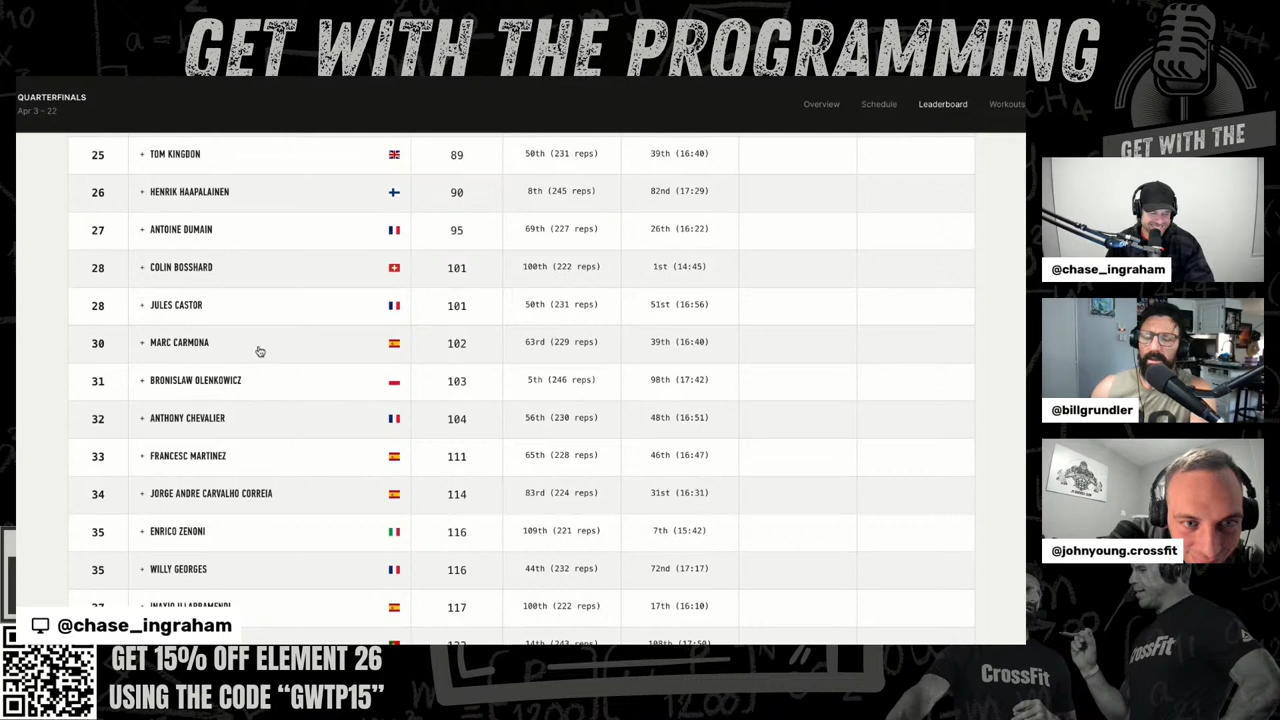 GET WITH THE PROGRAMMING
GET WITH THE
QUARTERFINALS
Apr 3 – 22
Overview Schedule Leaderboard Workouts
25 + TOM KINGDON 89 50th (231 reps) 39th (16:40)
26 + HENRIK HAAPALAINEN 90 8th (245 reps) 82nd (17:29)
27 + ANTOINE DUMAIN 95 69th (227 reps) 26th (16:22)
28 + COLIN BOSSHARD 101 100th (222 reps) 1st (14:45)
28 + JULES CASTOR 101 50th (231 reps) 51st (16:56)
30 + MARC CARMONA 102 63rd (229 reps) 39th (16:40)
31 + BRONISLAW OLENKOWICZ 103 5th (246 reps) 98th (17:42)
32 + ANTHONY CHEVALIER 104 56th (230 reps) 48th (16:51)
33 + FRANCESC MARTINEZ 111 65th (228 reps) 46th (16:47)
34 + JORGE ANDRE CARVALHO CORREIA 114 83rd (224 reps) 31st (16:31)
35 + ENRICO ZENONI 116 109th (221 reps) 7th (15:42)
35 + WILLY GEORGES 116 44th (232 reps) 72nd (17:17)
117 100th (222 reps) 17th (16:10)
14th (243 reps) 108th (17:50)
@chase_ingraham
@billgrundler
@johnyoung.crossfit
@chase_ingraham
GET 15% OFF ELEMENT 26
USING THE CODE “GWTP15”
CrossFit
CrossFit